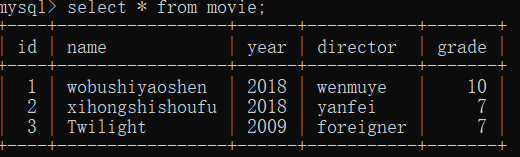 mysql> select * from movie;
+----+------------------+------+-----------+-------+
| id | name | year | director | grade |
+----+------------------+------+-----------+-------+
| 1 | wobushiyaoshen | 2018 | wenmuye | 10 |
| 2 | xihongshishoufu | 2018 | yanfei | 7 |
| 3 | Twilight | 2009 | foreigner | 7 |
+----+------------------+------+-----------+-------+